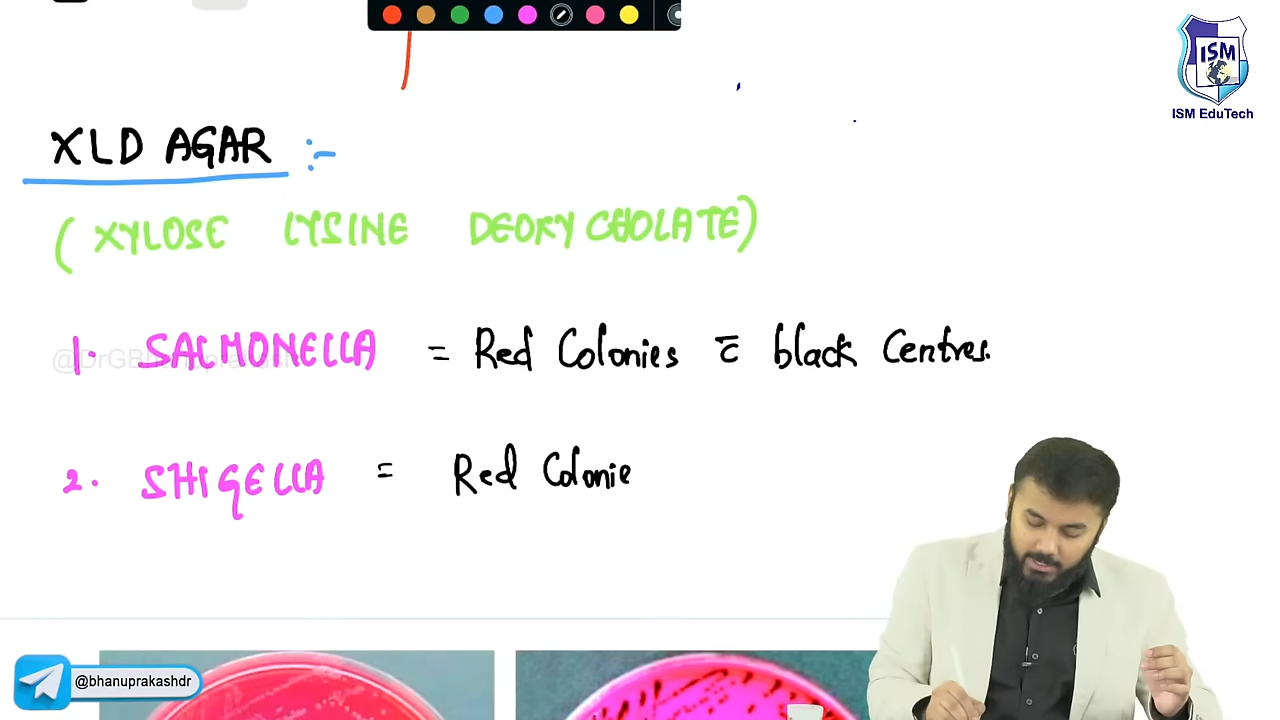 ISM
ISM EduTech
XLD AGAR :-
(XYLOSE LYSINE DEOXYCHOLATE)
1. SALMONELLA = Red Colonies c̄ black Centres.
@DrGBhanuprakash
2. SHIGELLA = Red Colonie
@bhanuprakashdr